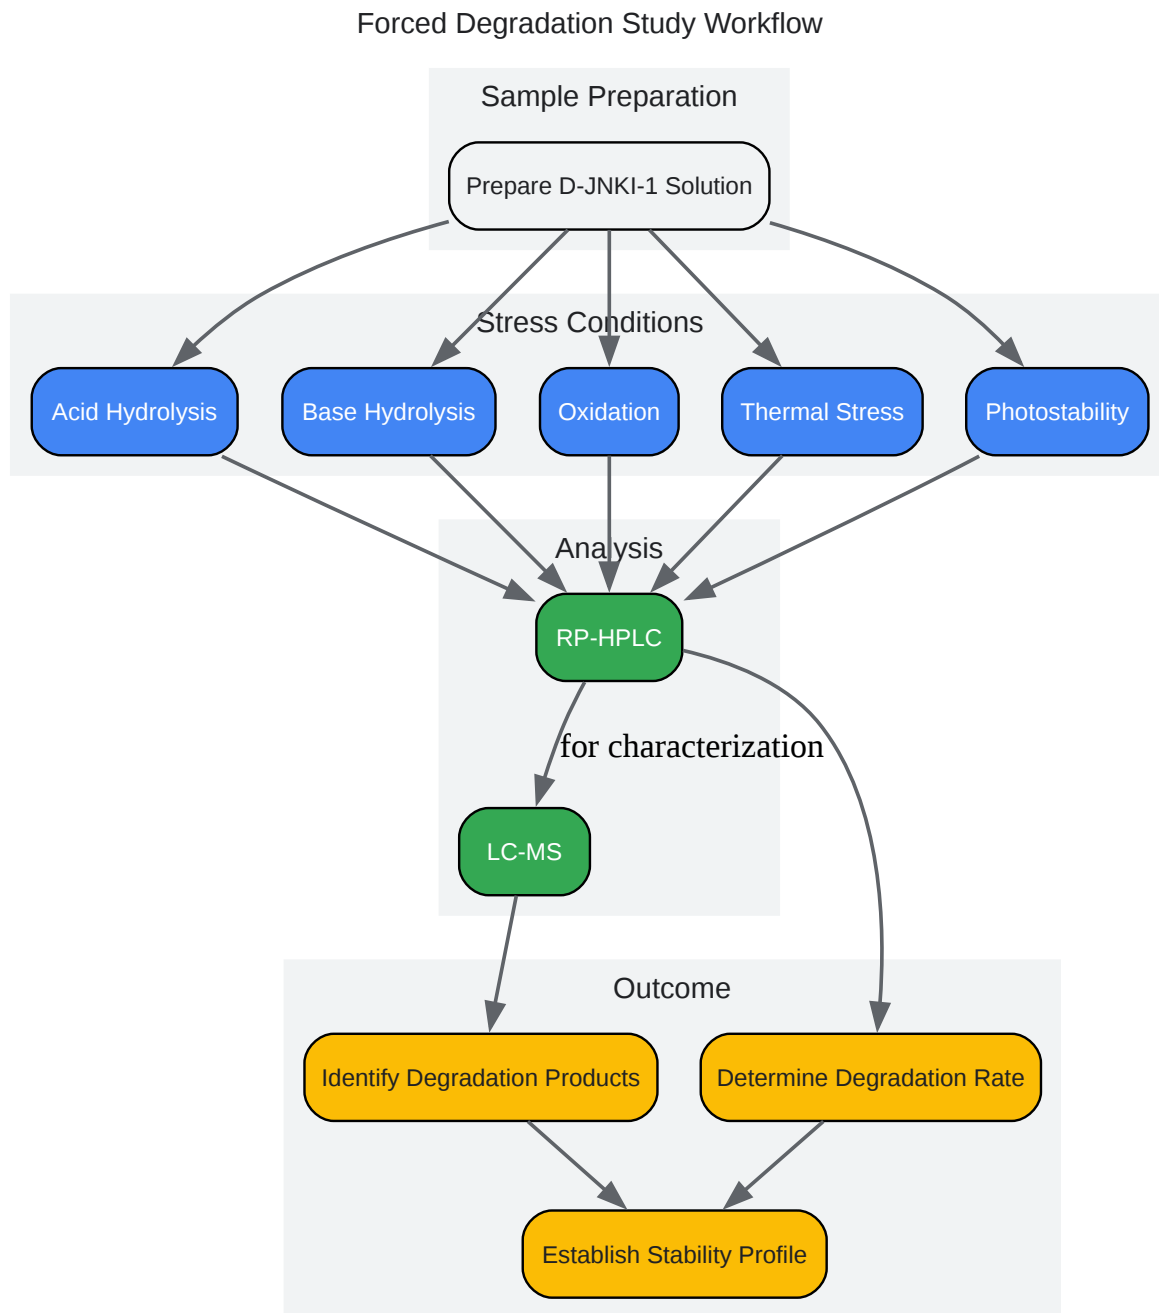 Forced Degradation Study Workflow
Sample Preparation
Prepare D-JNKI-1 Solution
Stress Conditions
Acid Hydrolysis
Base Hydrolysis
Oxidation
Thermal Stress
Photostability
Analysis
RP-HPLC
for characterization
LC-MS
Outcome
Identify Degradation Products
Determine Degradation Rate
Establish Stability Profile